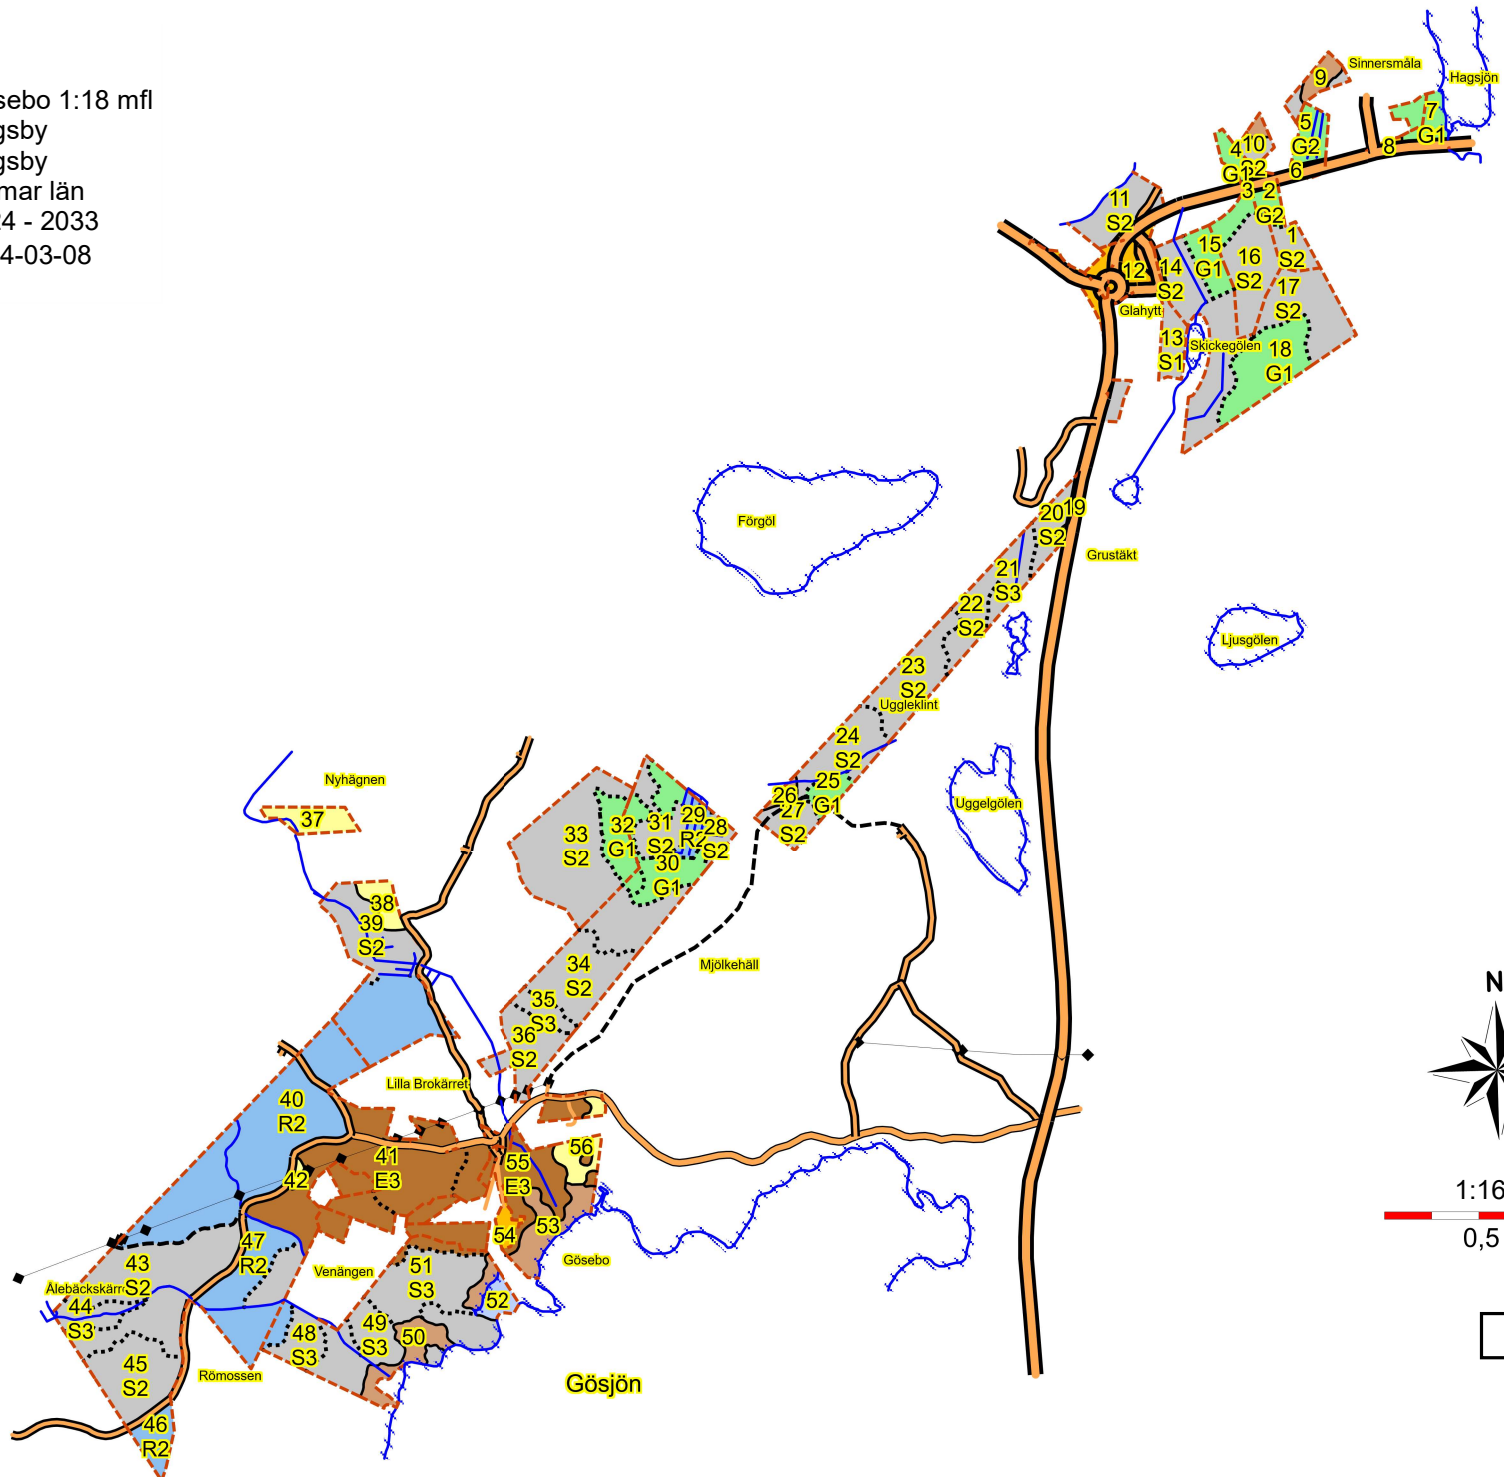 sebo 1:18 mfl
gsby
gsby
mar län
24 - 2033
4-03-08
Sinnersmåla
Hagsjön
9
7
G1
5
G2
8
6
4
G1
10
S2
3
2
G2
11
S2
1
S2
15
G1
16
S2
12
14
S2
17
S2
Glahytt
13
S1
Skickegölen
18
G1
Förgöl
20
S2
19
Grustäkt
21
S3
22
S2
Ljusgölen
23
S2
Uggleklint
24
S2
25
G1
26
27
S2
Uggelgölen
Nyhägnen
37
33
S2
32
G1
31
S2
29
R2
28
S2
30
G1
38
39
S2
34
S2
Mjölkehäll
35
S3
36
S2
N
Lilla Brokärret
40
R2
41
E3
42
55
E3
56
53
54
43
S2
47
R2
Venängen
51
S3
Gösebo
Ålebäckskärr
44
S3
52
48
S3
49
S3
50
45
S2
Römossen
46
R2
Gösjön
1:16
0,5